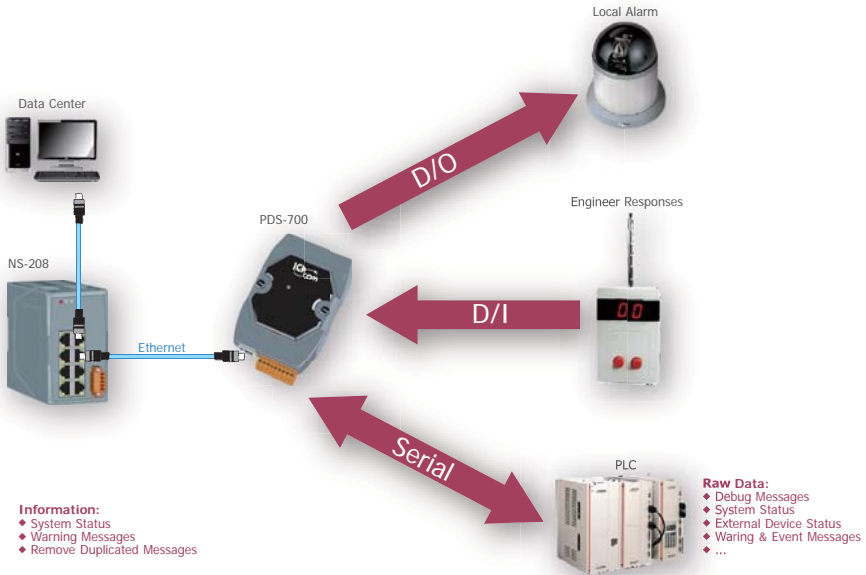 Local Alarm
Data Center
D/O
Engineer Responses
PDS-700
NS-208
00
D/I
Ethernet
Serial
PLC
Information:
◆ System Status
◆ Warning Messages
◆ Remove Duplicated Messages
Raw Data:
◆ Debug Messages
◆ System Status
◆ External Device Status
◆ Waring & Event Messages
◆ ...